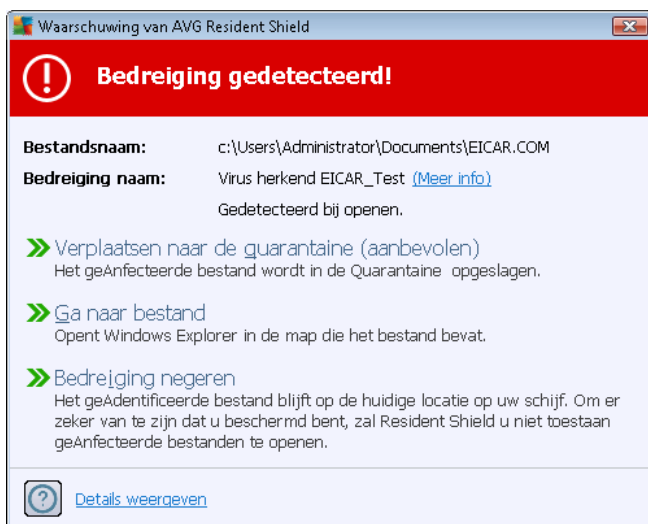 Waarschuwing van AVG Resident Shield
Bedreiging gedetecteerd!
Bestandsnaam: c:\Users\Administrator\Documents\EICAR.COM
Bedreiging naam: Virus herkend EICAR_Test (Meer info)
Gedetecteerd bij openen.
Verplaatsen naar de quarantaine (aanbevolen)
Het geAnfecteerde bestand wordt in de Quarantaine opgeslagen.
Ga naar bestand
Opent Windows Explorer in de map die het bestand bevat.
Bedreiging negeren
Het geAdentificeerde bestand blijft op de huidige locatie op uw schijf. Om er
zeker van te zijn dat u beschermd bent, zal Resident Shield u niet toestaan
geAnfecteerde bestanden te openen.
Details weergeven